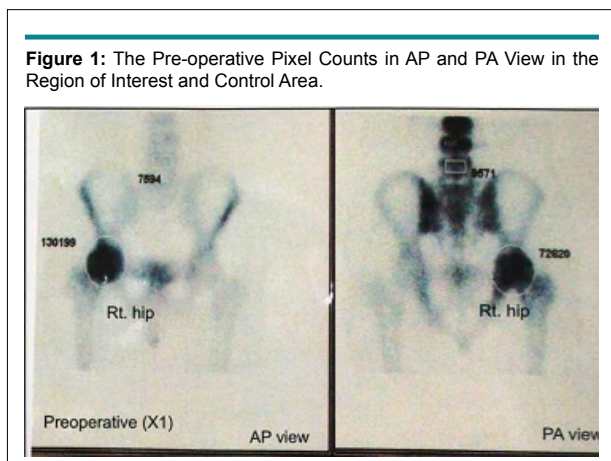 Figure 1: The Pre-operative Pixel Counts in AP and PA View in the
Region of Interest and Control Area.
7594
130199
Rt. hip
Preoperative (X1)
AP view
9571
72620
Rt. hip
PA view